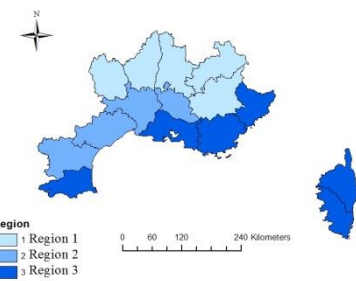 N
egion
1 Region 1
2 Region 2
3 Region 3
0 60 120 240 Kilometers